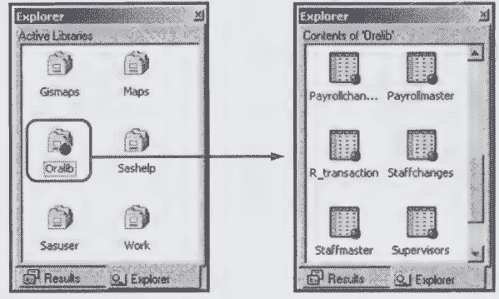 Explorer
Active Libraries
Gismaps Maps
Oralib Sashelp
Sasuser Work
Results Explorer
Explorer
Contents of 'Oralib'
Payrollchan... Payrollmaster
R_transaction Staffchanges
Staffmaster Supervisors
Results Explorer